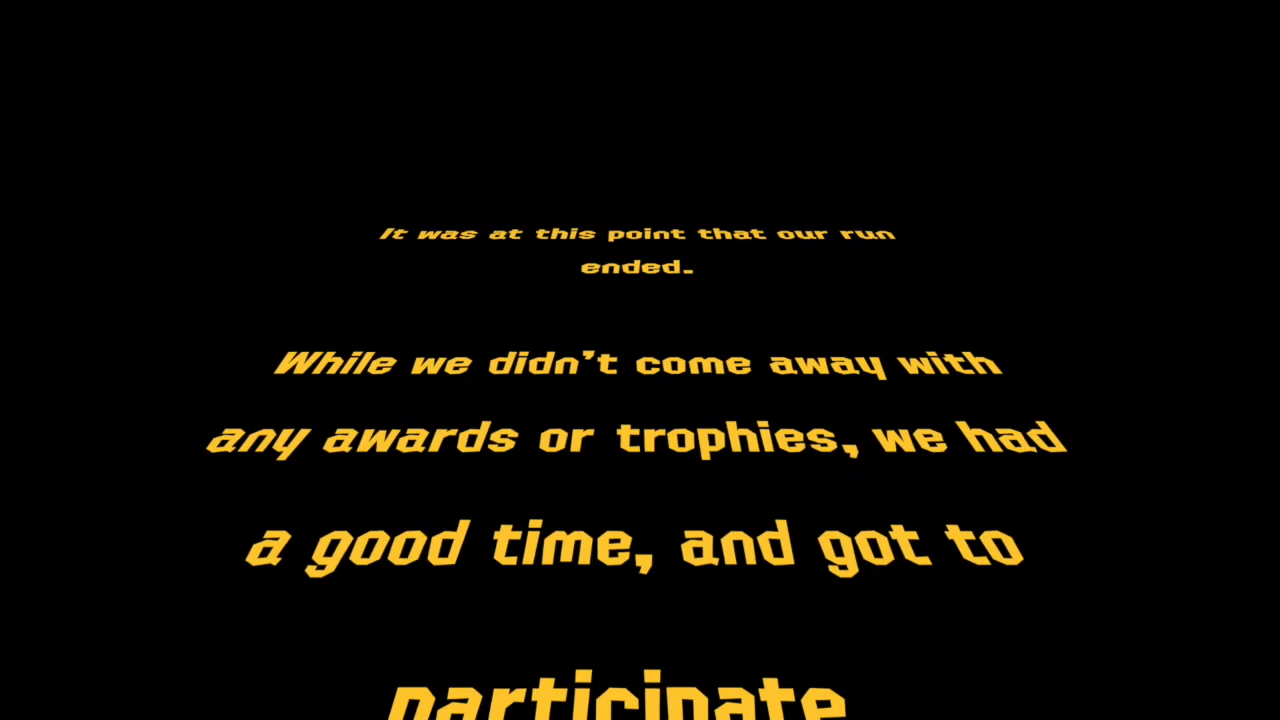 It was at this point that our run
ended.
While we didn't come away with
any awards or trophies, we had
a good time, and got to
participate